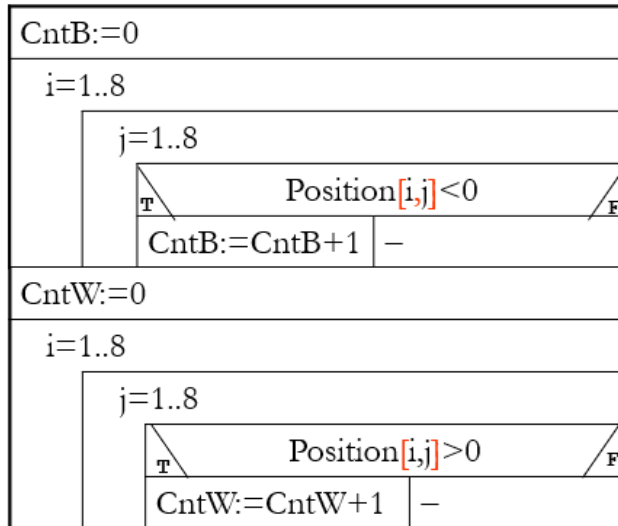 CntB:=0
i=1..8
j=1..8
Position[i,j]<0
T
F
CntB:=CntB+1
–
CntW:=0
i=1..8
j=1..8
Position[i,j]>0
T
F
CntW:=CntW+1
–